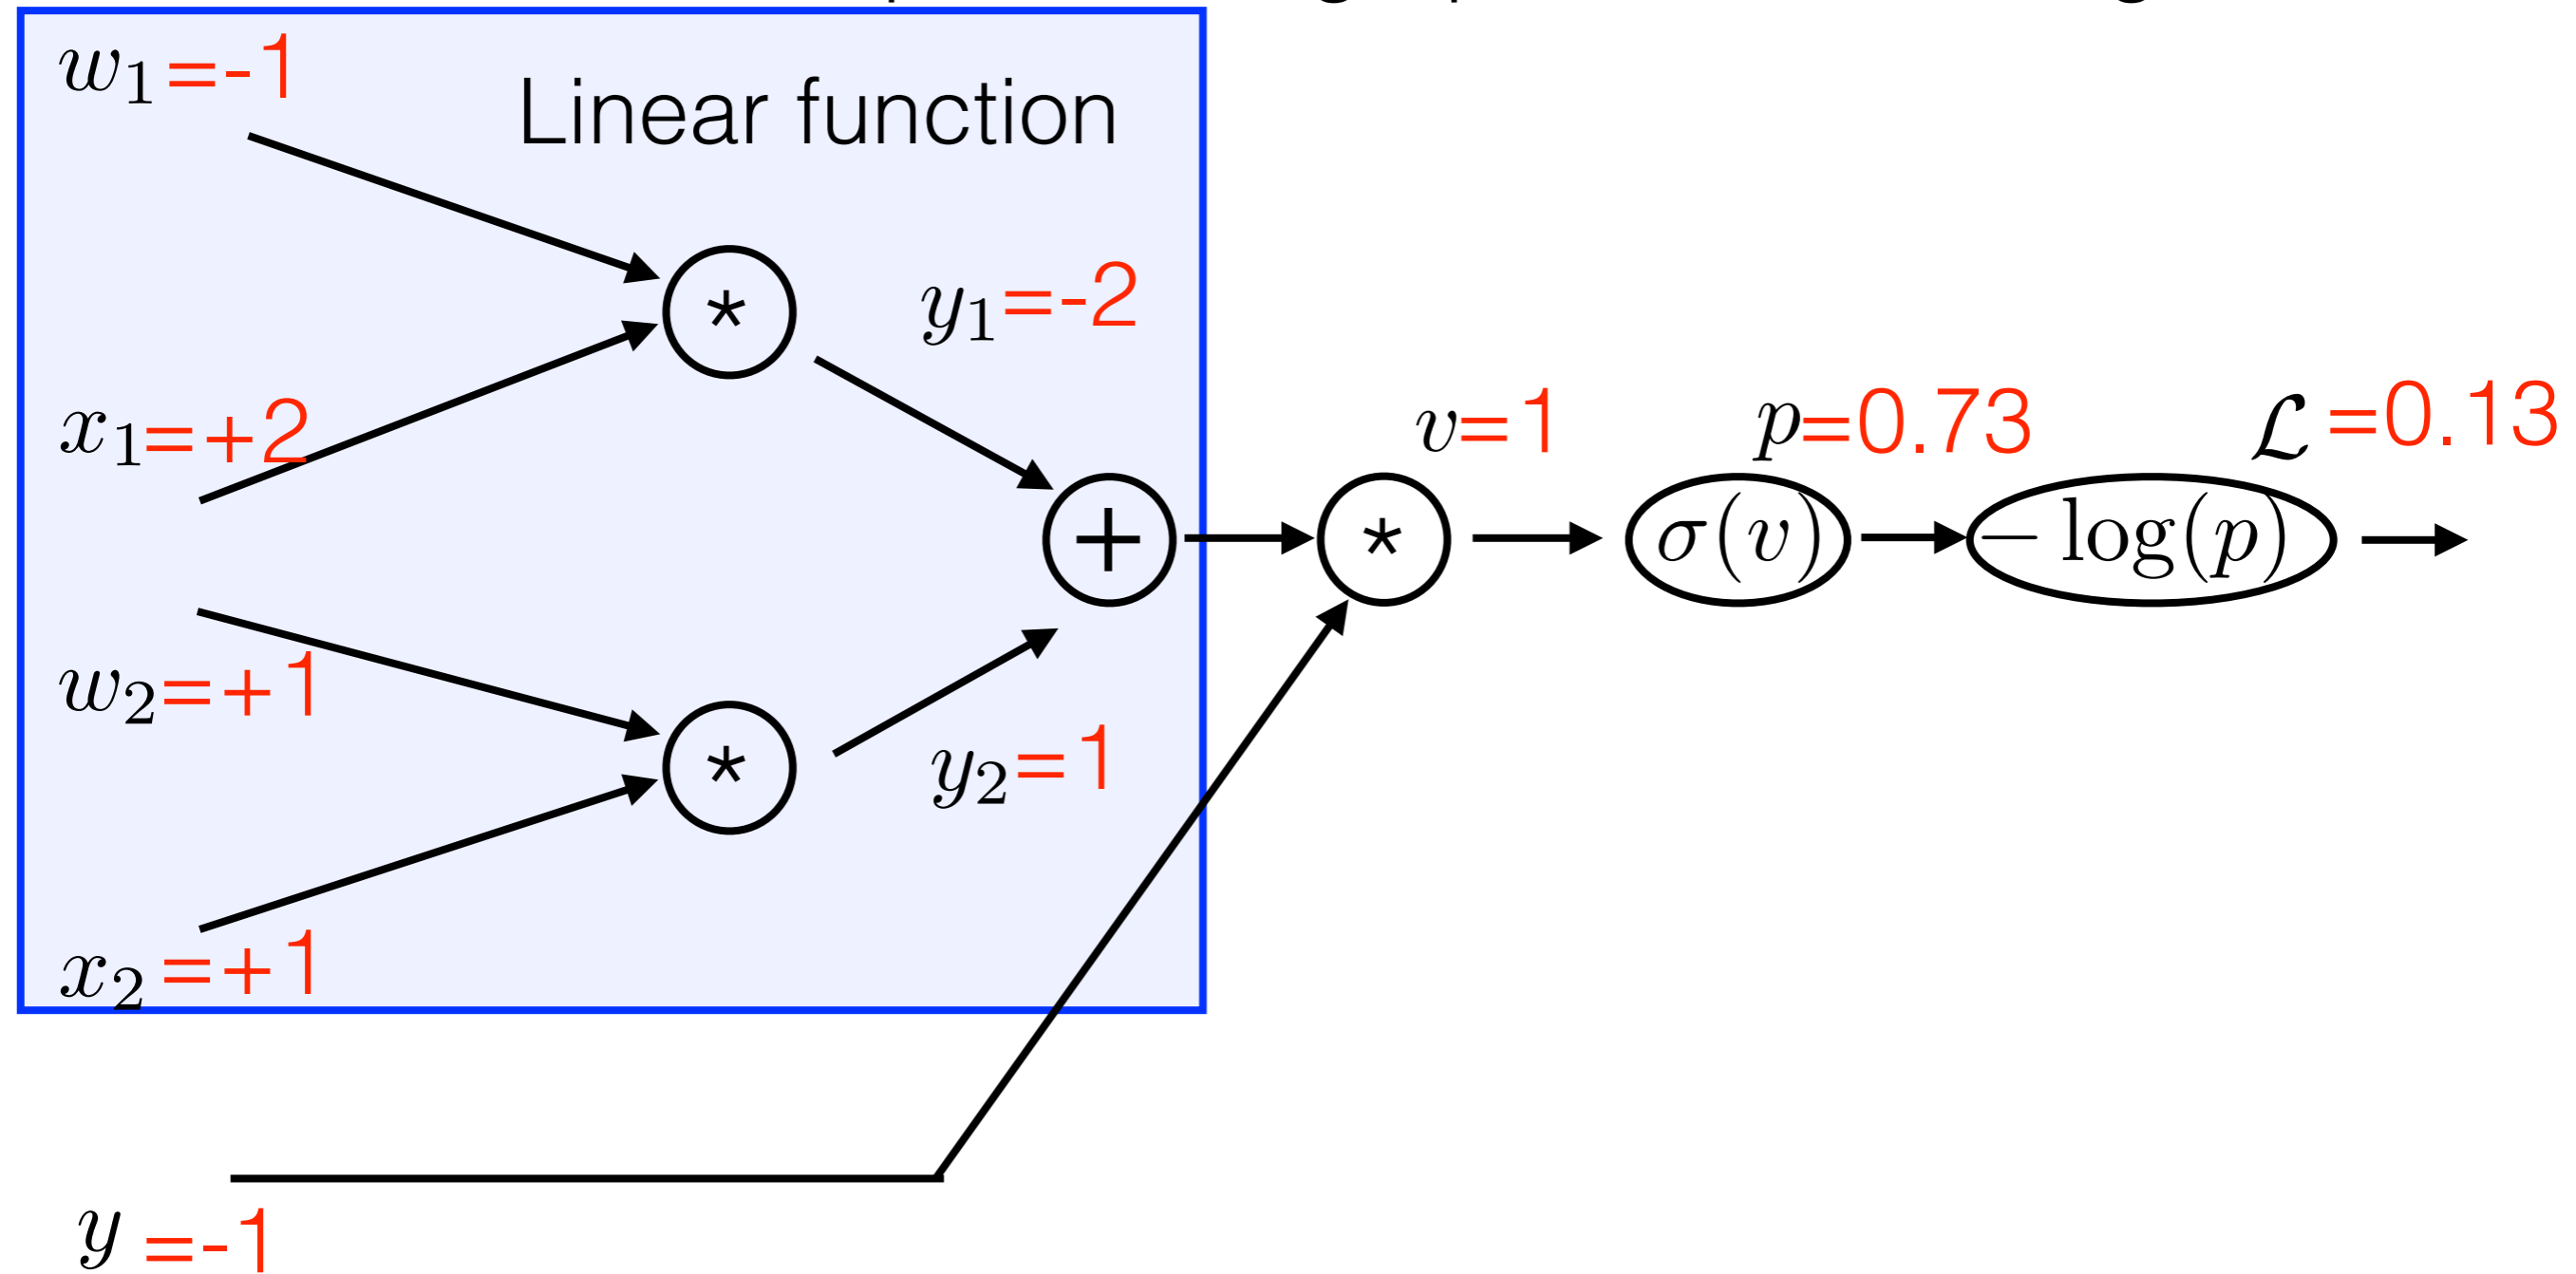 w₁=-1
Linear function
*
y₁=-2
x₁=+2
v=1
p=0.73
ℒ=0.13
+
*
σ(v)
− log(p)
w₂=+1
*
y₂=1
x₂=+1
y=-1